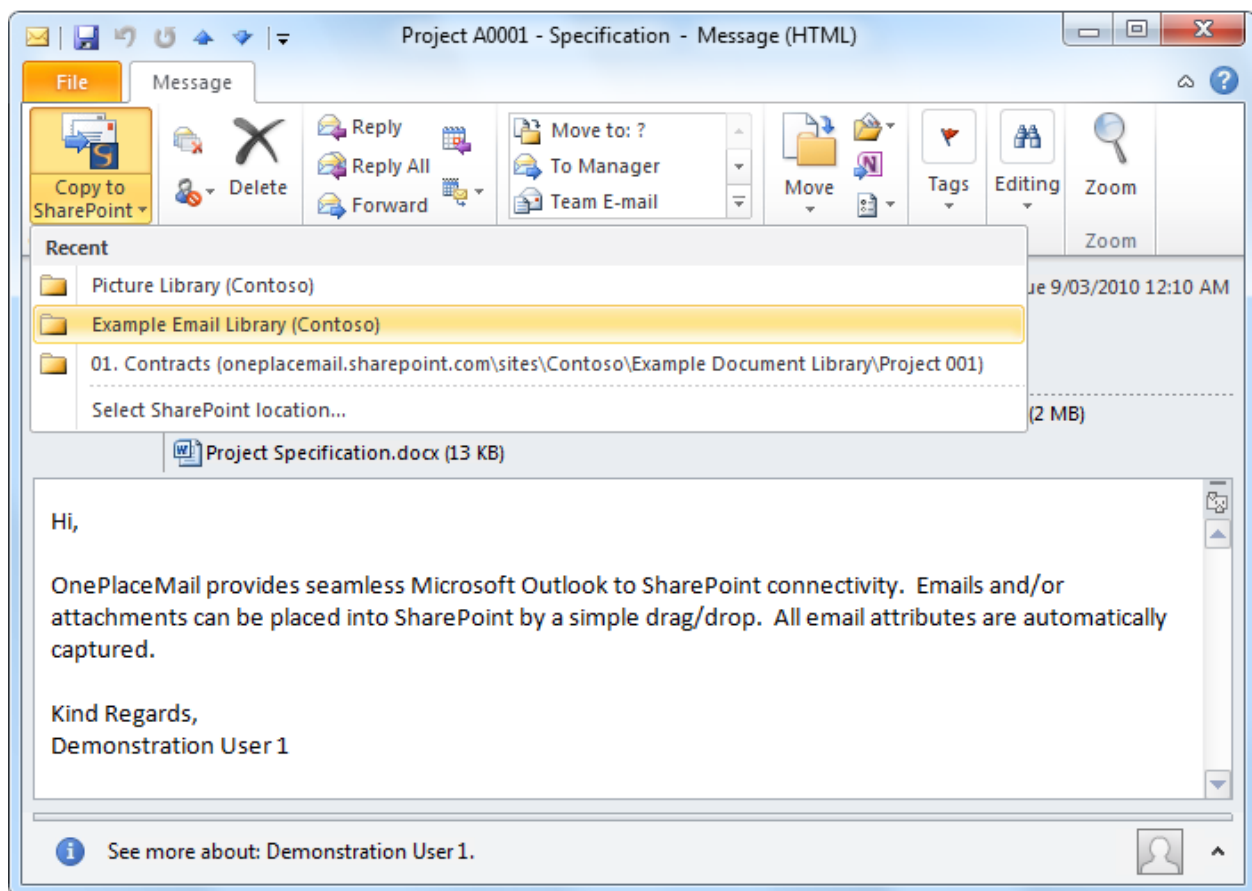 Project A0001 - Specification - Message (HTML)
File
Message
Copy to
SharePoint
Delete
Reply
Reply All
Forward
Move to: ?
To Manager
Team E-mail
Move
Tags
Editing
Zoom
Zoom
Recent
Picture Library (Contoso)
Example Email Library (Contoso)
01. Contracts (oneplacemail.sharepoint.com\sites\Contoso\Example Document Library\Project 001)
Select SharePoint location...
9/03/2010 12:10 AM
(2 MB)
Project Specification.docx (13 KB)
Hi,
OnePlaceMail provides seamless Microsoft Outlook to SharePoint connectivity. Emails and/or
attachments can be placed into SharePoint by a simple drag/drop. All email attributes are automatically
captured.
Kind Regards,
Demonstration User 1
See more about: Demonstration User 1.